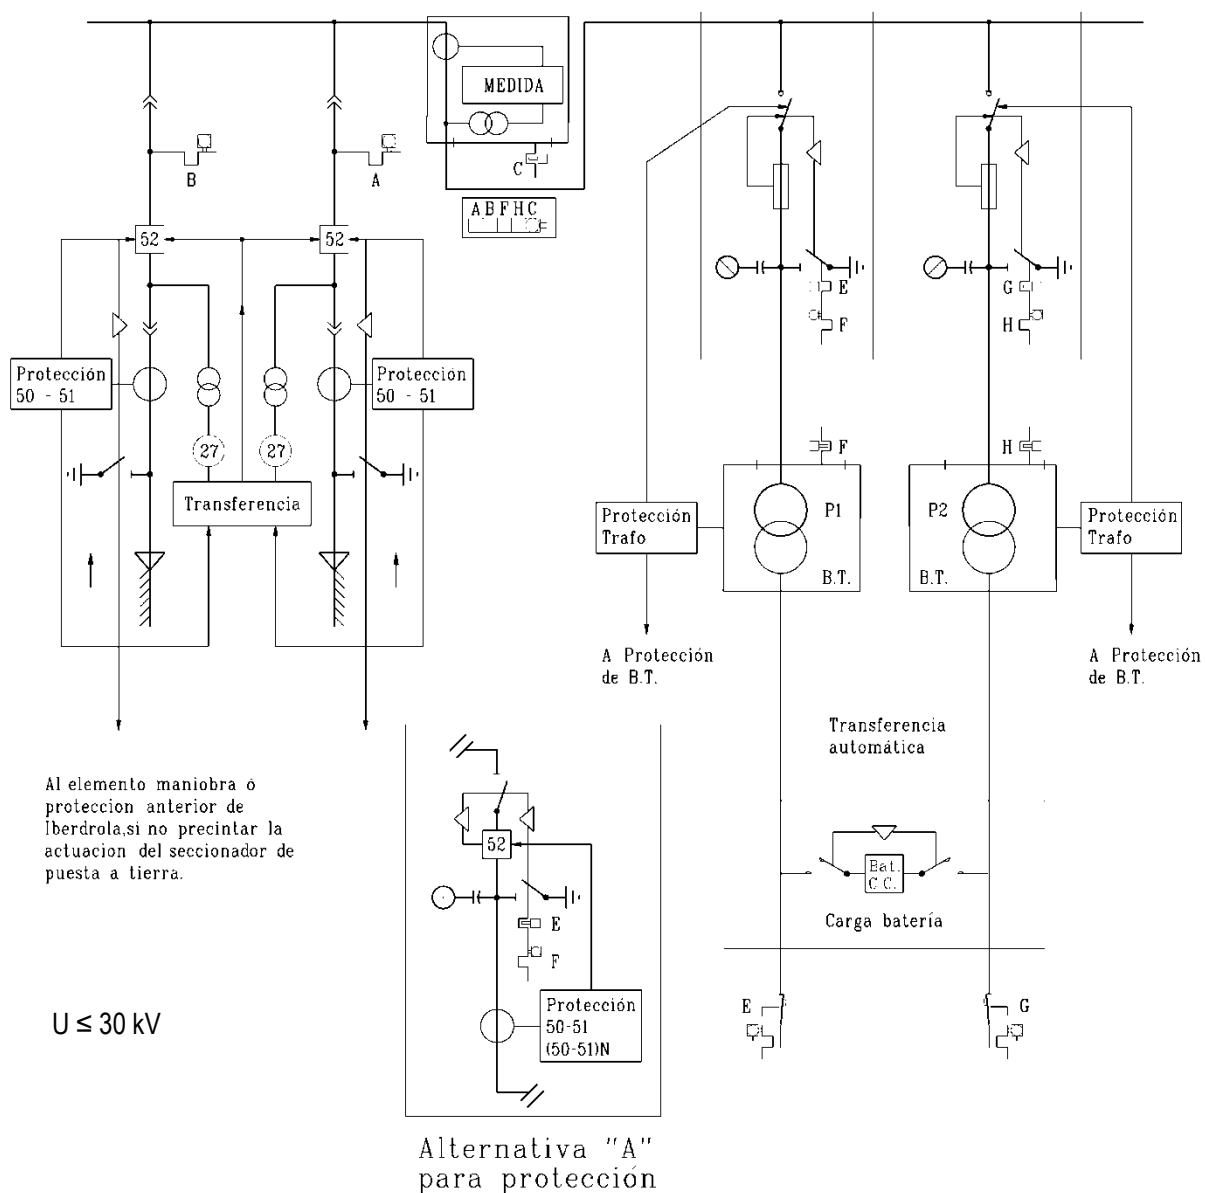 MEDIDA
C
B
A
A B F H C
52
52
Protección
50 - 51
Protección
50 - 51
27
27
Transferencia
E
F
G
H
F
H
P1
P2
B.T.
B.T.
Protección
Trafo
Protección
Trafo
A Protección
de B.T.
A Protección
de B.T.
Al elemento maniobra ó
proteccion anterior de
Iberdrola,si no precintar la
actuacion del seccionador de
puesta a tierra.
Transferencia
automática
52
E
F
Protección
50-51
(50-51)N
Bat.
C.C.
Carga batería
E
G
U ≤ 30 kV
Alternativa "A"
para protección